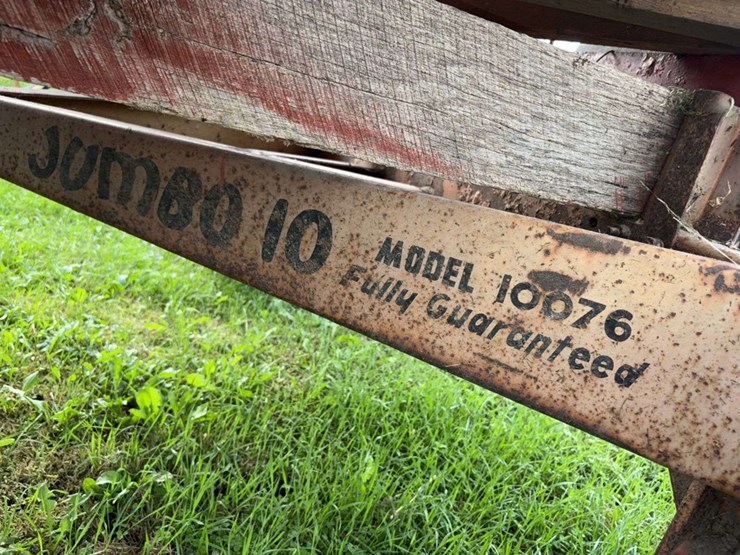 JUMBO 10
MODEL 10076
Fully Guaranteed